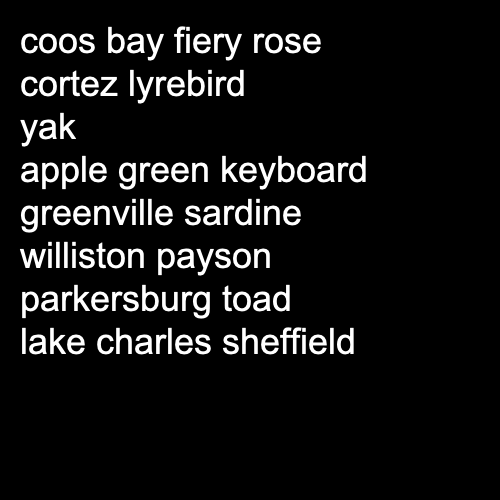 coos bay fiery rose
cortez lyrebird
yak
apple green keyboard
greenville sardine
williston payson
parkersburg toad
lake charles sheffield